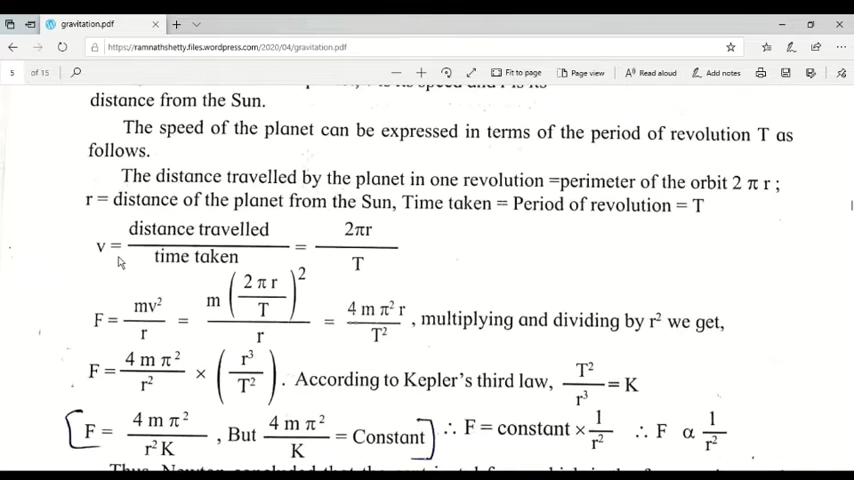 gravitation.pdf
https://ramnathshetty.files.wordpress.com/2020/04/gravitation.pdf
5 of 15 Fit to page Page view Read aloud Add notes
distance from the Sun.
The speed of the planet can be expressed in terms of the period of revolution T as
follows.
The distance travelled by the planet in one revolution =perimeter of the orbit 2 π r ;
r = distance of the planet from the Sun, Time taken = Period of revolution = T
v = distance travelled / time taken = 2πr / T
F = mv² / r = m (2 π r / T)² / r = 4 m π² r / T² , multiplying and dividing by r² we get,
F = 4 m π² / r² × ( r³ / T² ) . According to Kepler's third law, T² / r³ = K
F = 4 m π² / r² K , But 4 m π² / K = Constant ∴ F = constant × 1 / r² ∴ F α 1 / r²